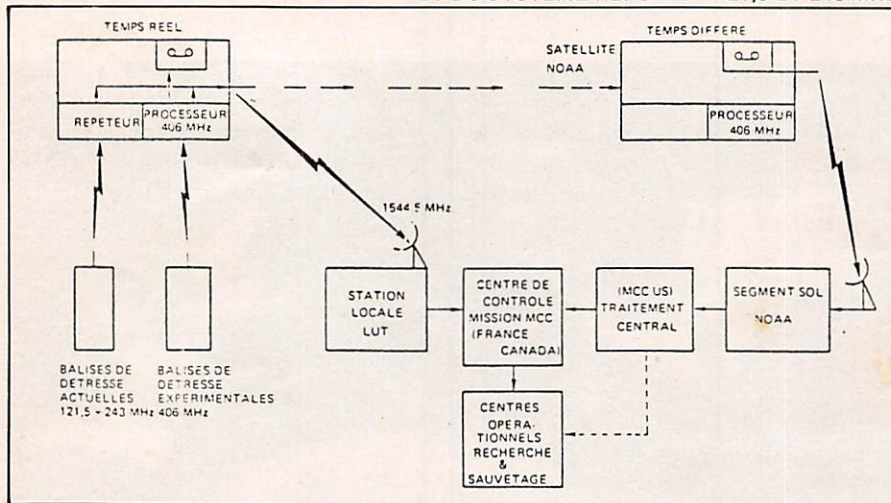 TEMPS REEL
TEMPS DIFFERE
SATELLITE
NOAA
REPETEUR
PROCESSEUR
406 MHz
PROCESSEUR
406 MHz
1544.5 MHz
STATION
LOCALE
LUT
CENTRE DE
CONTROLE
MISSION MCC
(FRANCE
CANADA)
(MCC US)
TRAITEMENT
CENTRAL
SEGMENT SOL
NOAA
BALISES DE
DETRESSE
ACTUELLES
121,5 + 243 MHz
BALISES DE
DETRESSE
EXPERIMENTALES
406 MHz
CENTRES
OPERA-
TIONNELS
RECHERCHE
&
SAUVETAGE